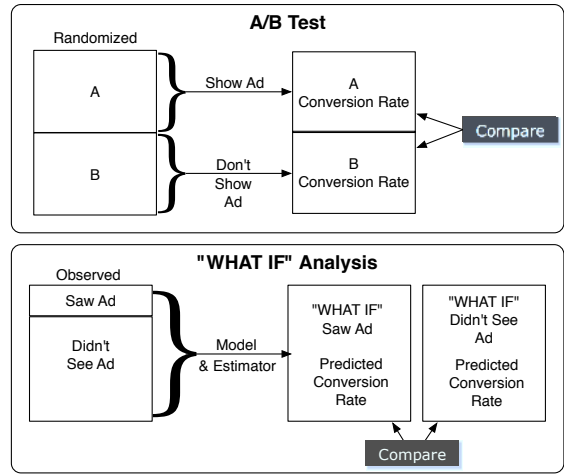 A/B Test
Randomized
A
B
Show Ad
Don't
Show
Ad
A
Conversion Rate
B
Conversion Rate
Compare
"WHAT IF" Analysis
Observed
Saw Ad
Didn't
See Ad
Model
& Estimator
"WHAT IF"
Saw Ad
Predicted
Conversion
Rate
"WHAT IF"
Didn't See
Ad
Predicted
Conversion
Rate
Compare